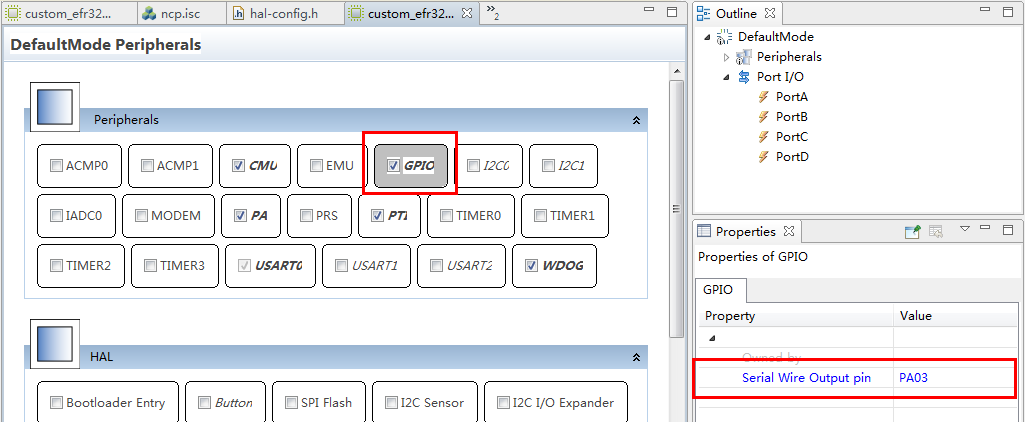 custom_efr32...
ncp.isc
hal-config.h
custom_efr32...
»2
DefaultMode Peripherals
Peripherals
ACMP0 ACMP1 CMU EMU GPIO I2C0 I2C1
IADC0 MODEM PA PRS PTI TIMER0 TIMER1
TIMER2 TIMER3 USART0 USART1 USART2 WDOG
HAL
Bootloader Entry Button SPI Flash I2C Sensor I2C I/O Expander
Outline
DefaultMode
Peripherals
Port I/O
PortA
PortB
PortC
PortD
Properties
Properties of GPIO
GPIO
Property Value
Owned by
Serial Wire Output pin PA03